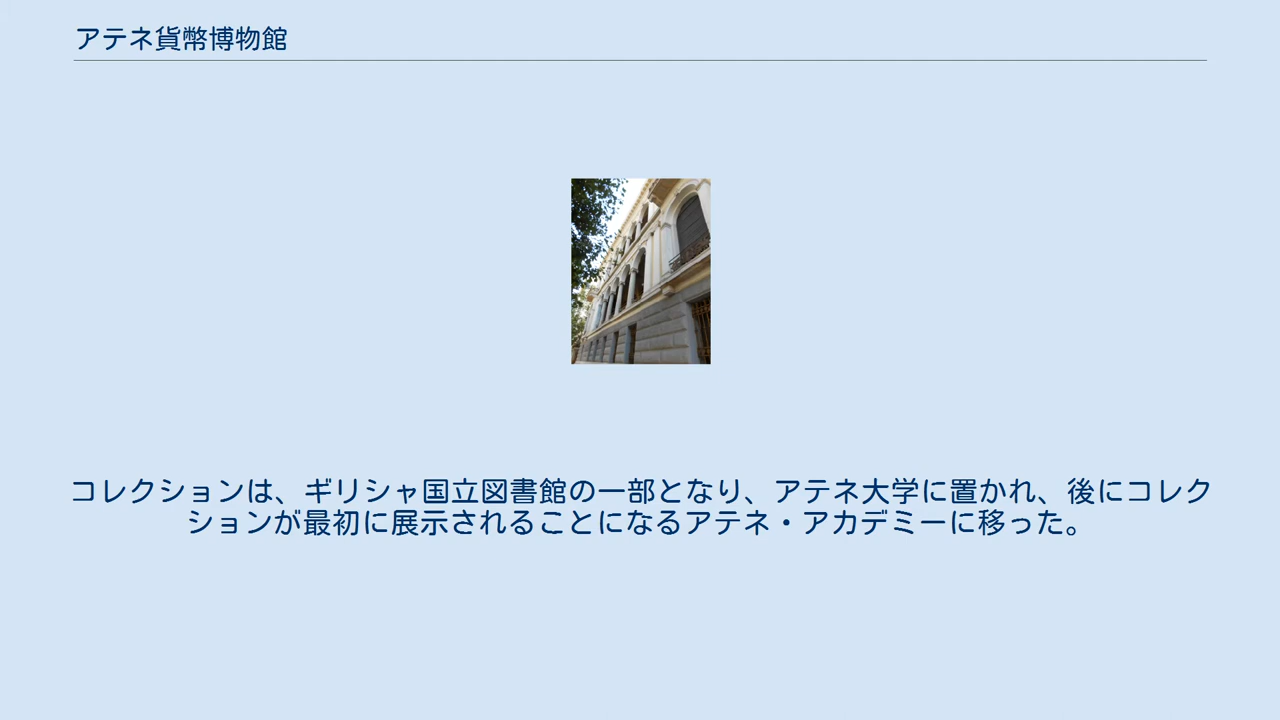 アテネ貨幣博物館
コレクションは、ギリシャ国立図書館の一部となり、アテネ大学に置かれ、後にコレク
ションが最初に展示されることになるアテネ・アカデミーに移った。